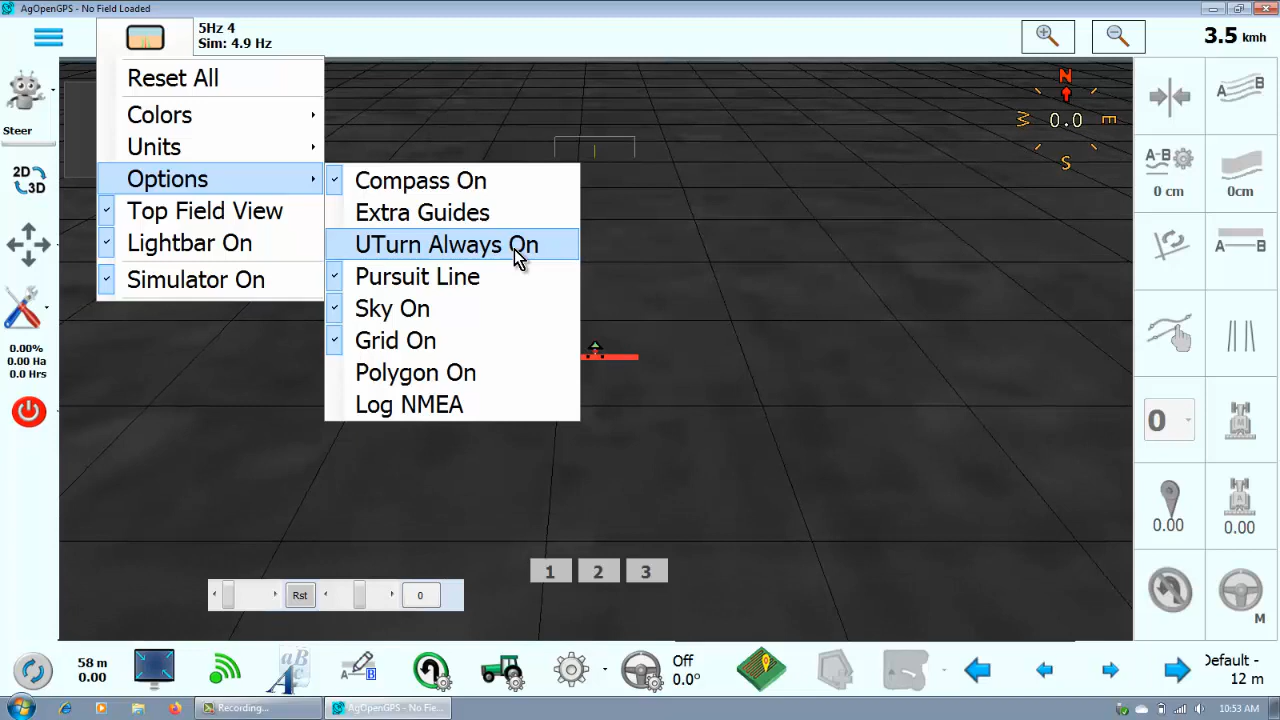 AgOpenGPS - No Field Loaded
5Hz 4
Sim: 4.9 Hz
3.5 kmh
Reset All
Colors
Units
Options
Top Field View
Lightbar On
Simulator On
Compass On
Extra Guides
UTurn Always On
Pursuit Line
Sky On
Grid On
Polygon On
Log NMEA
Steer
2D
3D
0.00%
0.00 Ha
0.0 Hrs
N
W 0.0 E
S
A B
A-B
0 cm
0cm
A B
0
M
A
0.00
0.00
M
1 2 3
Rst
0
58 m
0.00
aB
Bc
A
A B
Off
0.0°
Default -
12 m
Recording...
AgOpenGPS - No Fie...
10:53 AM